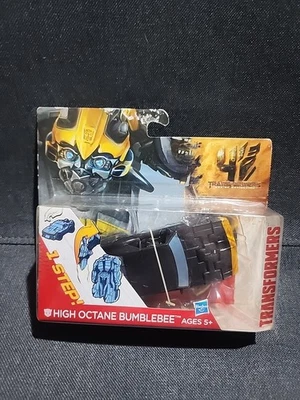 TRANSFORMERS
TRANSFORMERS
1-STEP!
HIGH OCTANE BUMBLEBEE™
AGES 5+
Hasbro